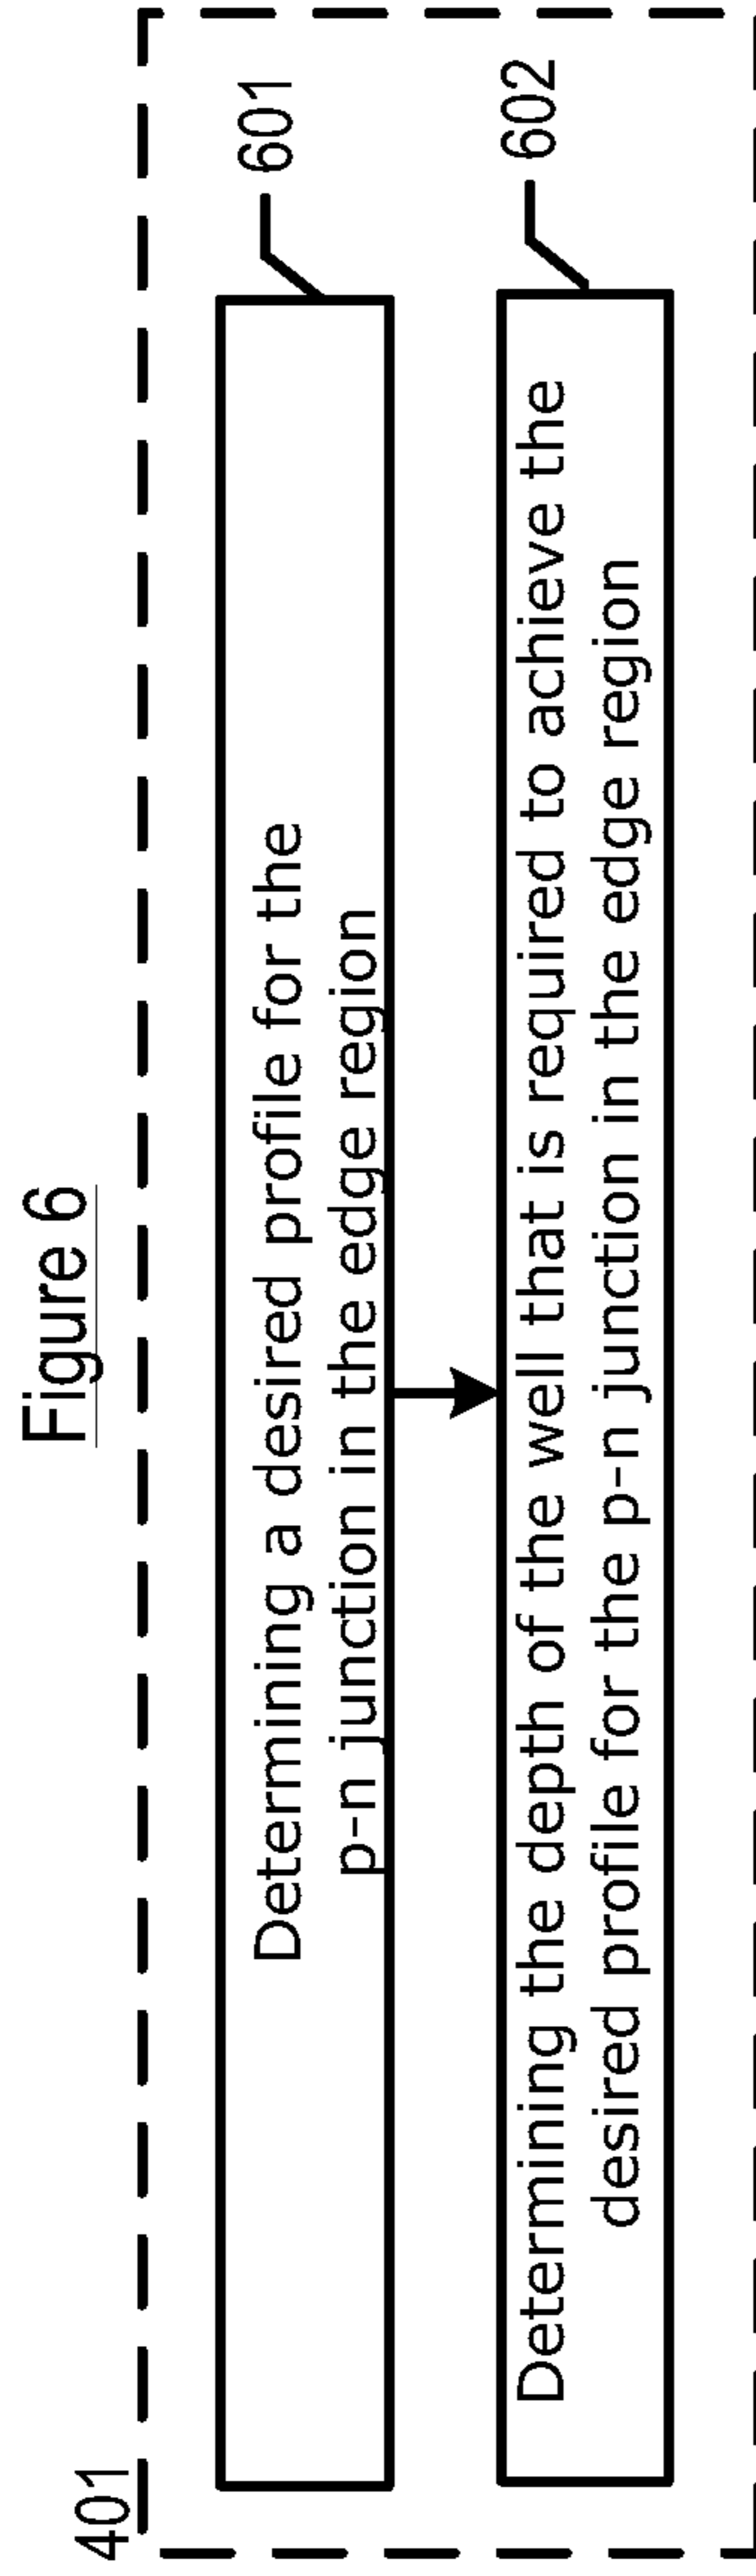 Figure 6
401
601
Determining a desired profile for the
p-n junction in the edge region
602
Determining the depth of the well that is required to achieve the
desired profile for the p-n junction in the edge region